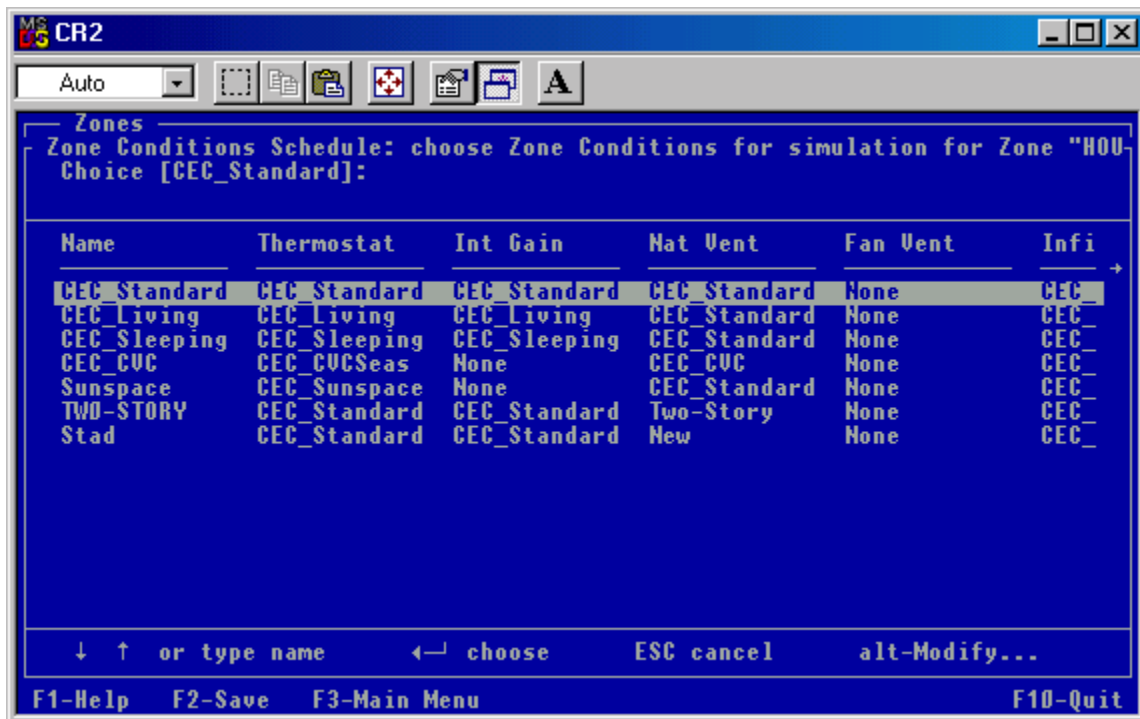 MS DOS CR2
Auto A
Zones
Zone Conditions Schedule: choose Zone Conditions for simulation for Zone "HOU
Choice [CEC_Standard]:
Name Thermostat Int Gain Nat Vent Fan Vent Infi
CEC_Standard CEC_Standard CEC_Standard CEC_Standard None CEC_
CEC_Living CEC_Living CEC_Living CEC_Standard None CEC_
CEC_Sleeping CEC_Sleeping CEC_Sleeping CEC_Standard None CEC_
CEC_CVC CEC_CVCSeas None CEC_CVC None CEC_
Sunspace CEC_Sunspace None CEC_Standard None CEC_
TWO-STORY CEC_Standard CEC_Standard Two-Story None CEC_
Stad CEC_Standard CEC_Standard New None CEC_
↓ ↑ or type name ←┘ choose ESC cancel alt-Modify...
F1-Help F2-Save F3-Main Menu F10-Quit